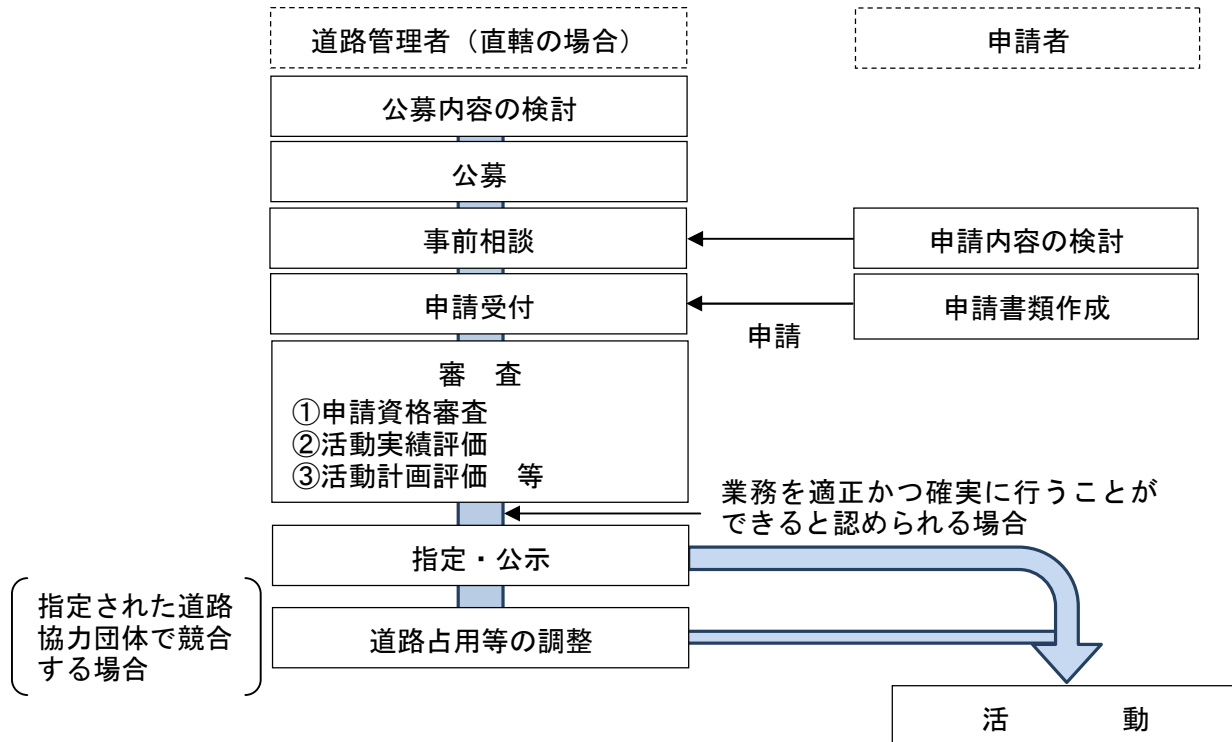 道路管理者（直轄の場合）
申請者
公募内容の検討
公募
事前相談
申請内容の検討
申請受付
申請書類作成
申請
審　査
①申請資格審査
②活動実績評価
③活動計画評価　等
業務を適正かつ確実に行うことが
できると認められる場合
指定・公示
指定された道路
協力団体で競合
する場合
道路占用等の調整
活　　　動